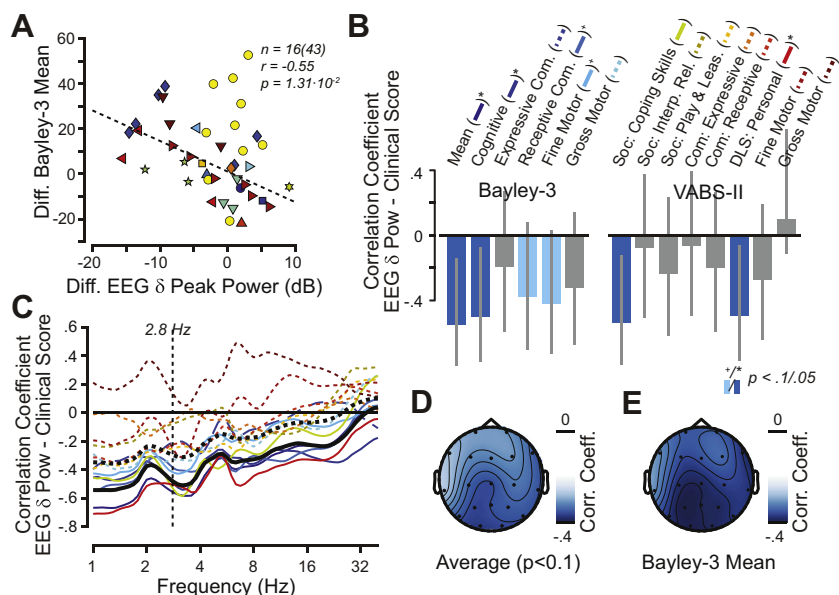 A
60
40
20
0
-20
Diff. Bayley-3 Mean
n = 16(43)
r = -0.55
p = 1.31·10⁻²
-20
-10
0
10
Diff. EEG δ Peak Power (dB)
B
Mean ( )*
Cognitive ( )*
Expressive Com. ( )
Receptive Com. ( )+
Fine Motor ( )+
Gross Motor ( )
Bayley-3
Soc: Coping Skills ( )
Soc: Interp. Rel. ( )
Soc: Play & Leas. ( )
Com: Expressive ( )
Com: Receptive ( )
DLS: Personal ( )*
Fine Motor ( )
Gross Motor ( )
VABS-II
.4
0
-.4
Correlation Coefficient
EEG δ Pow - Clinical Score
+/* p < .1/.05
C
.6
.4
.2
0
-.2
-.4
-.6
-.8
Correlation Coefficient
EEG δ Pow - Clinical Score
2.8 Hz
1
2
4
8
16
32
Frequency (Hz)
D
0
-.4
Corr. Coeff.
Average (p<0.1)
E
0
-.4
Corr. Coeff.
Bayley-3 Mean